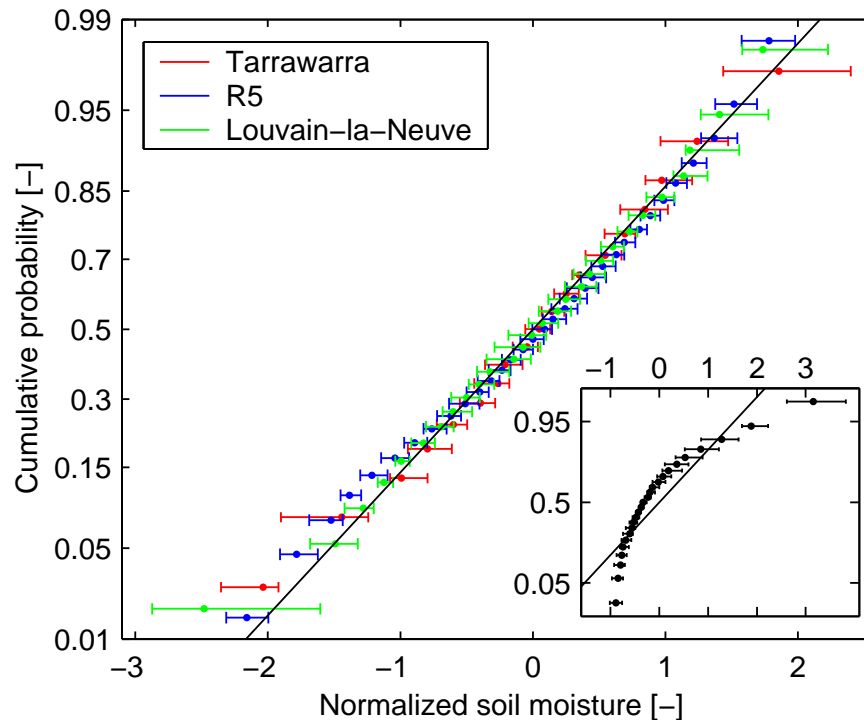 0.99
0.95
0.85
0.7
0.5
0.3
0.15
0.05
0.01
Cumulative probability [−]
Tarrawarra
R5
Louvain−la−Neuve
−1 0 1 2 3
0.95
0.5
0.05
−3 −2 −1 0 1 2
Normalized soil moisture [−]